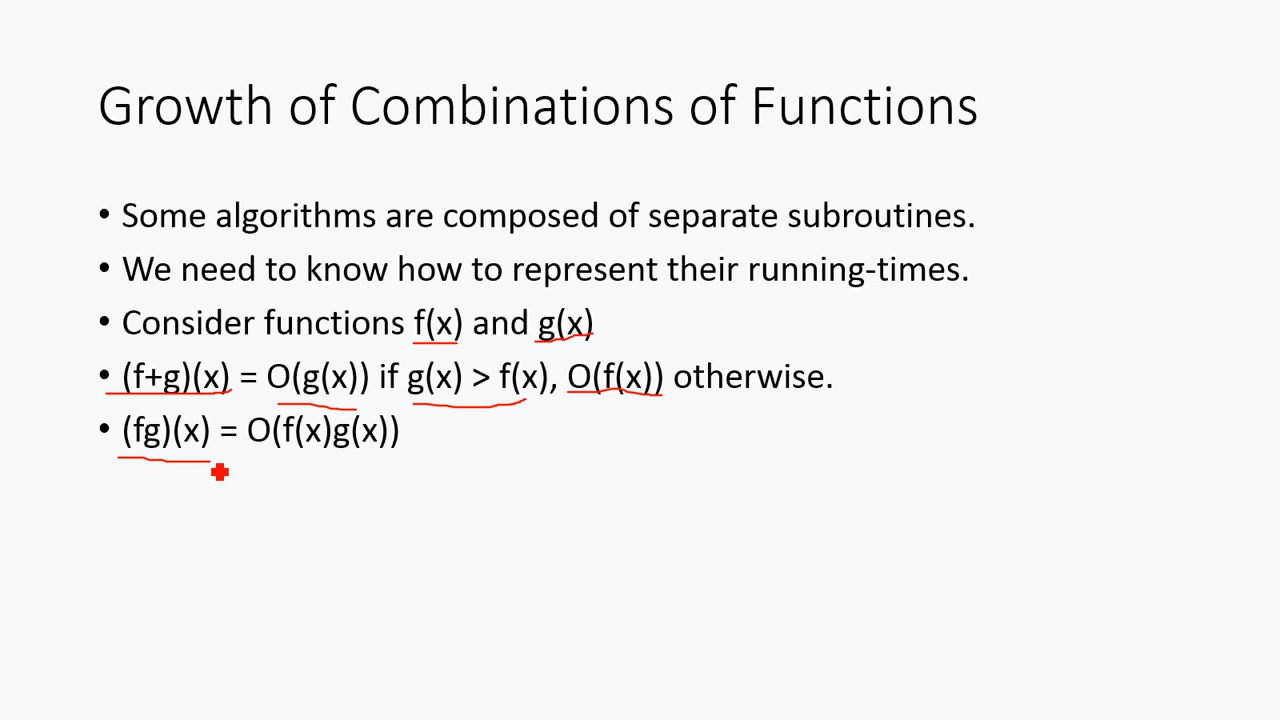 Growth of Combinations of Functions
• Some algorithms are composed of separate subroutines.
• We need to know how to represent their running-times.
• Consider functions f(x) and g(x)
• (f+g)(x) = O(g(x)) if g(x) > f(x), O(f(x)) otherwise.
• (fg)(x) = O(f(x)g(x))